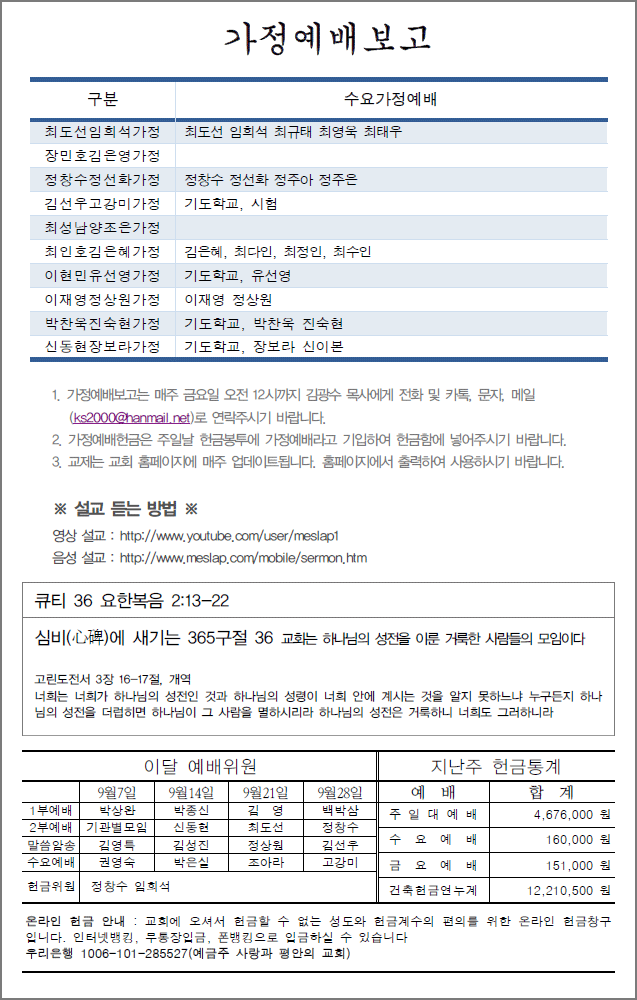 가정예배보고
구분 수요가정예배
최도선임희석가정 최도선 임희석 최규태 최영욱 최태우
장민호김은영가정
정창수정선화가정 정창수 정선화 정주아 정주은
김선우고강미가정 기도학교, 시험
최성남양조은가정
최인호김은혜가정 김은혜, 최다인, 최정인, 최수인
이현민유선영가정 기도학교, 유선영
이재영정상원가정 이재영 정상원
박찬욱진숙현가정 기도학교, 박찬욱 진숙현
신동현장보라가정 기도학교, 장보라 신이본
1. 가정예배보고는 매주 금요일 오전 12시까지 김광수 목사에게 전화 및 카톡, 문자, 메일
(ks2000@hanmail.net)로 연락주시기 바랍니다.
2. 가정예배헌금은 주일날 헌금봉투에 가정예배라고 기입하여 헌금함에 넣어주시기 바랍니다.
3. 교제는 교회 홈페이지에 매주 업데이트됩니다. 홈페이지에서 출력하여 사용하시기 바랍니다.
※ 설교 듣는 방법 ※
영상 설교 : http://www.youtube.com/user/meslap1
음성 설교 : http://www.meslap.com/mobile/sermon.htm
큐티 36 요한복음 2:13-22
심비(心碑)에 새기는 365구절 36 교회는 하나님의 성전을 이룬 거룩한 사람들의 모임이다
고린도전서 3장 16-17절, 개역
너희는 너희가 하나님의 성전인 것과 하나님의 성령이 너희 안에 계시는 것을 알지 못하느냐 누구든지 하나
님의 성전을 더럽히면 하나님이 그 사람을 멸하시리라 하나님의 성전은 거룩하니 너희도 그러하니라
이달 예배위원
9월7일 9월14일 9월21일 9월28일
1부예배 박상완 박종신 김 영 백박삼
2부예배 기관별모임 신동현 최도선 정창수
말씀암송 김영특 김성진 정상원 김선우
수요예배 권영숙 박은실 조아라 고강미
헌금위원 정창수 임희석
지난주 헌금통계
예 배 합 계
주 일 대 예 배 4,676,000 원
수 요 예 배 160,000 원
금 요 예 배 151,000 원
건축헌금연누계 12,210,500 원
온라인 헌금 안내 : 교회에 오셔서 헌금할 수 없는 성도와 헌금계수의 편의를 위한 온라인 헌금창구
입니다. 인터넷뱅킹, 무통장입금, 폰뱅킹으로 입금하실 수 있습니다
우리은행 1006-101-285527(예금주 사랑과 평안의 교회)